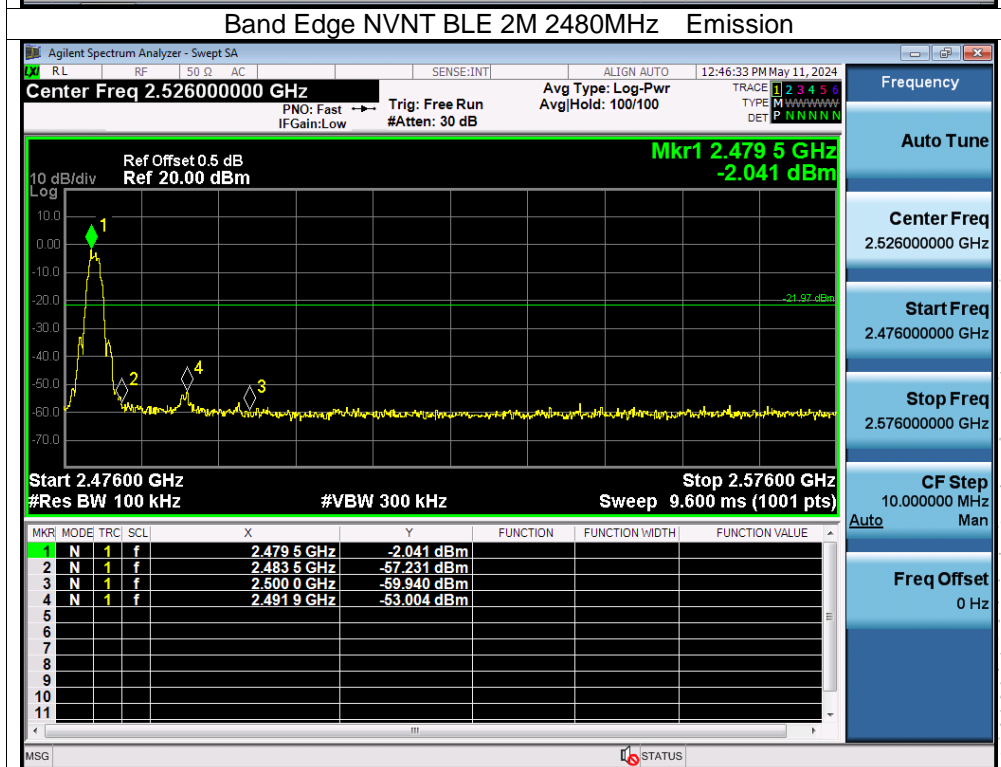 Band Edge NVNT BLE 2M 2480MHz Emission
Agilent Spectrum Analyzer - Swept SA
LXI RL RF 50 Ω AC SENSE:INT ALIGN AUTO 12:46:33 PM May 11, 2024
Center Freq 2.526000000 GHz
PNO: Fast
IFGain:Low
Trig: Free Run
#Atten: 30 dB
Avg Type: Log-Pwr
Avg|Hold: 100/100
TRACE 1 2 3 4 5 6
TYPE M WWWWW
DET P N N N N N
Ref Offset 0.5 dB
Ref 20.00 dBm
10 dB/div
Log
Mkr1 2.479 5 GHz
-2.041 dBm
10.0
0.00
-10.0
-20.0
-30.0
-40.0
-50.0
-60.0
-70.0
-21.97 dBm
1
2
4
3
Start 2.47600 GHz Stop 2.57600 GHz
#Res BW 100 kHz #VBW 300 kHz Sweep 9.600 ms (1001 pts)
MKR MODE TRC SCL X Y FUNCTION FUNCTION WIDTH FUNCTION VALUE
1 N 1 f 2.479 5 GHz -2.041 dBm
2 N 1 f 2.483 5 GHz -57.231 dBm
3 N 1 f 2.500 0 GHz -59.940 dBm
4 N 1 f 2.491 9 GHz -53.004 dBm
5
6
7
8
9
10
11
MSG STATUS
Frequency
Auto Tune
Center Freq
2.526000000 GHz
Start Freq
2.476000000 GHz
Stop Freq
2.576000000 GHz
CF Step
10.000000 MHz
Auto Man
Freq Offset
0 Hz